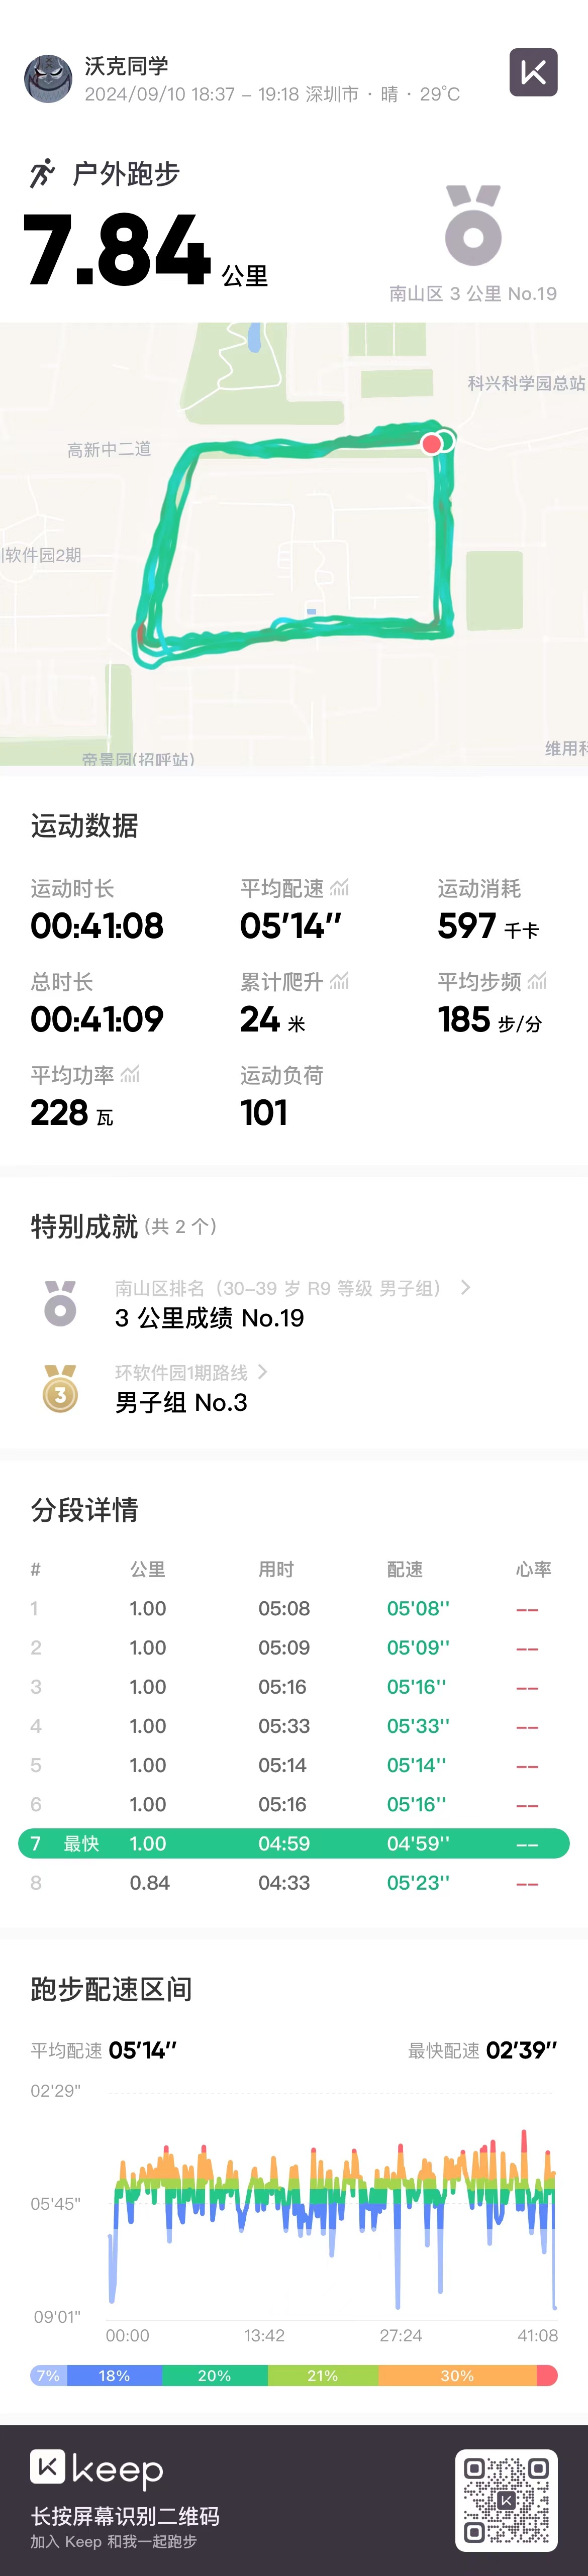 沃克同学
2024/09/10 18:37 - 19:18 深圳市 · 晴 · 29°C
户外跑步
7.84 公里
南山区 3 公里 No.19
科兴科学园总站
高新中二道
软件园2期
维用科
帝景园(招呼站)
运动数据
运动时长 平均配速 运动消耗
00:41:08 05'14" 597 千卡
总时长 累计爬升 平均步频
00:41:09 24 米 185 步/分
平均功率 运动负荷
228 瓦 101
特别成就 (共 2 个)
南山区排名（30-39 岁 R9 等级 男子组）
3 公里成绩 No.19
3
环软件园1期路线
男子组 No.3
分段详情
# 公里 用时 配速 心率
1 1.00 05:08 05'08'' --
2 1.00 05:09 05'09'' --
3 1.00 05:16 05'16'' --
4 1.00 05:33 05'33'' --
5 1.00 05:14 05'14'' --
6 1.00 05:16 05'16'' --
7 最快 1.00 04:59 04'59'' --
8 0.84 04:33 05'23'' --
跑步配速区间
平均配速 05'14" 最快配速 02'39"
02'29"
05'45"
09'01"
00:00 13:42 27:24 41:08
7% 18% 20% 21% 30%
keep
长按屏幕识别二维码
加入 Keep 和我一起跑步